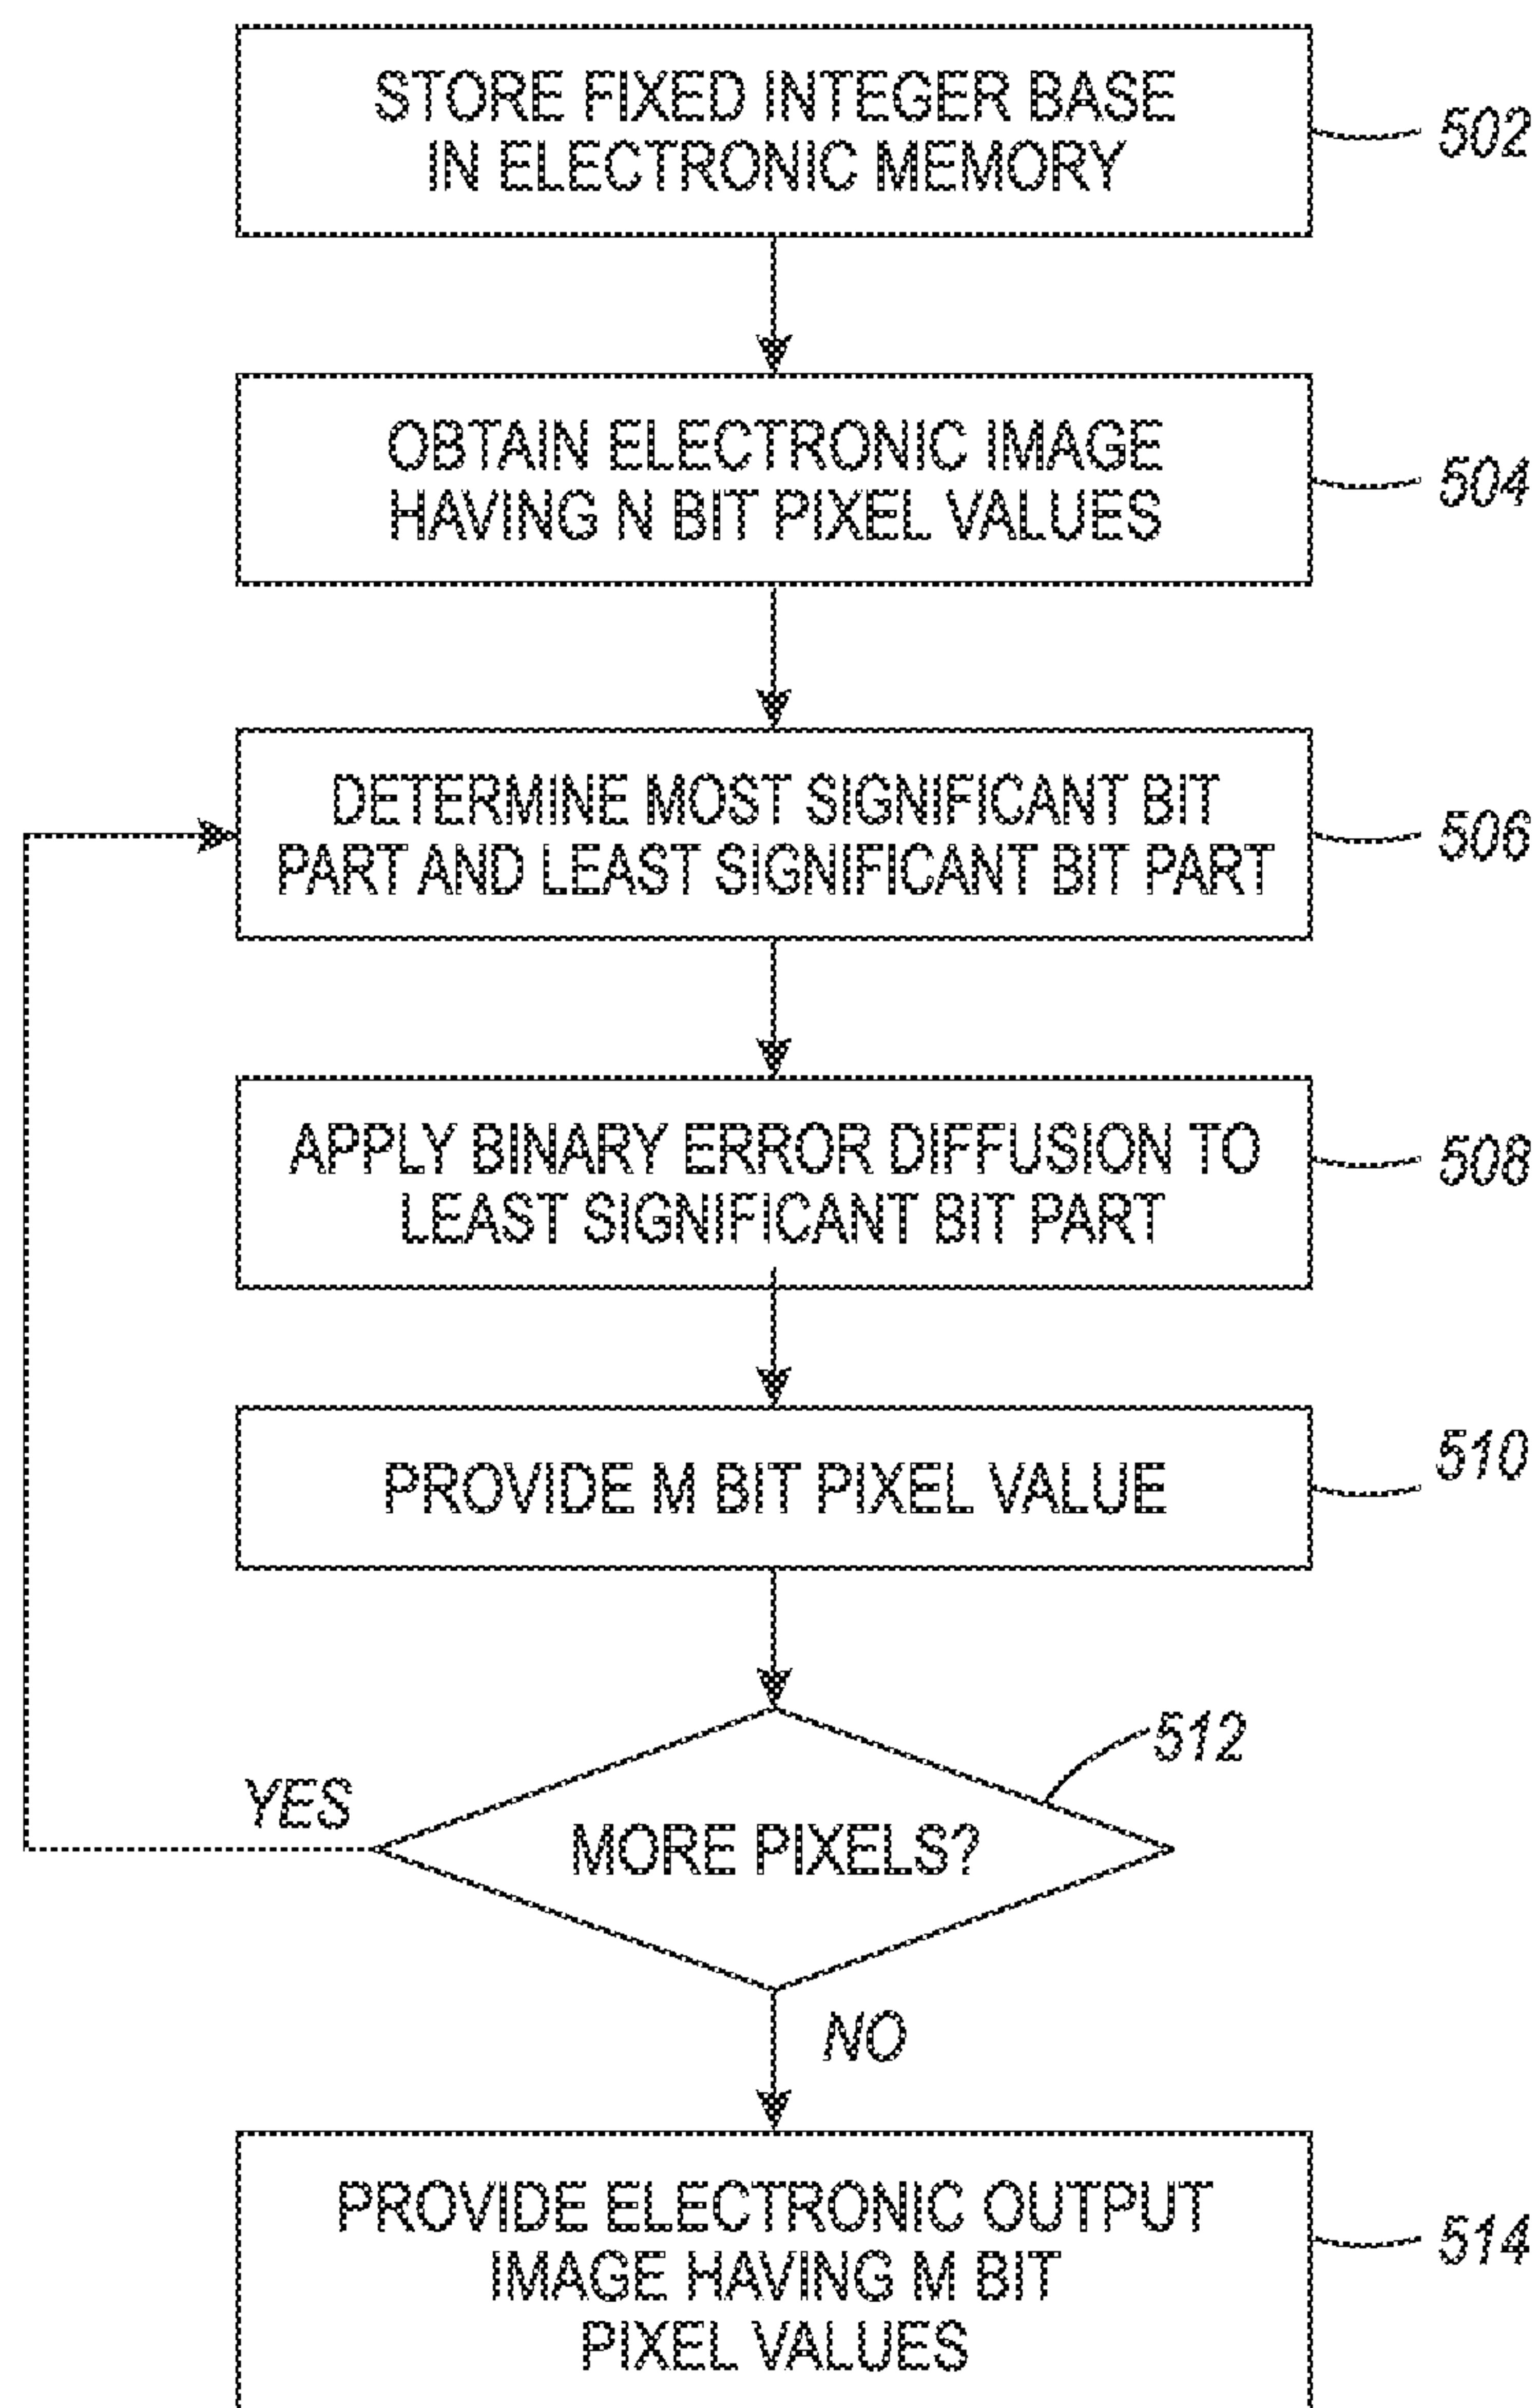 STORE FIXED INTEGER BASE
IN ELECTRONIC MEMORY
502
OBTAIN ELECTRONIC IMAGE
HAVING N BIT PIXEL VALUES
504
DETERMINE MOST SIGNIFICANT BIT
PART AND LEAST SIGNIFICANT BIT PART
506
APPLY BINARY ERROR DIFFUSION TO
LEAST SIGNIFICANT BIT PART
508
PROVIDE M BIT PIXEL VALUE
510
512
YES
MORE PIXELS?
NO
PROVIDE ELECTRONIC OUTPUT
IMAGE HAVING M BIT
PIXEL VALUES
514